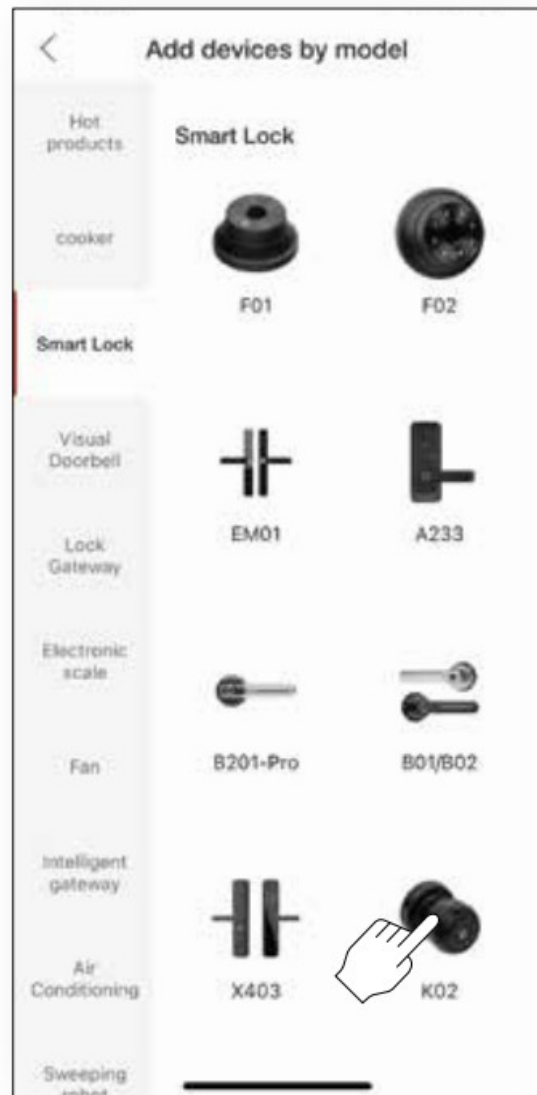 Add devices by model
Hot
products
cooker
Smart Lock
Visual
Doorbell
Lock
Gateway
Electronic
scale
Fan
Intelligent
gateway
Air
Conditioning
Sweeping
robot
Smart Lock
F01
F02
EM01
A233
B201-Pro
B01/B02
X403
K02